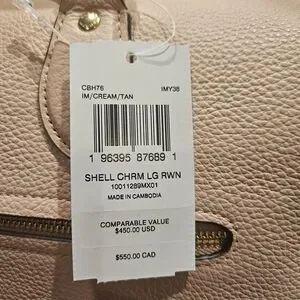 CBH76 IMY38
IM/CREAM/TAN
1 96395 87689 1
SHELL CHRM LG RWN
10011289MX01
MADE IN CAMBODIA
COMPARABLE VALUE
$450.00 USD
$550.00 CAD